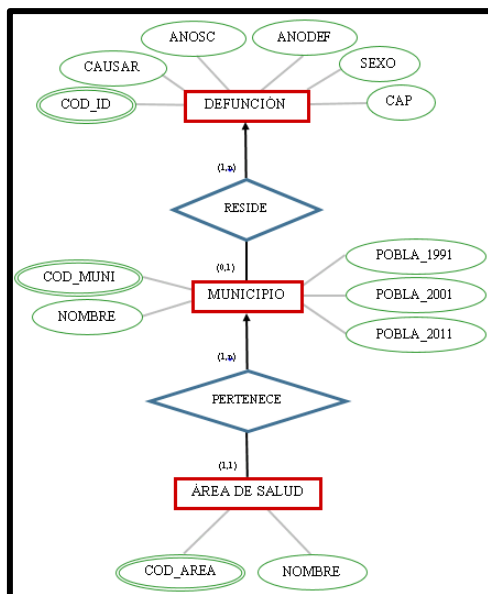 ANOSC
ANODEF
CAUSAR
SEXO
COD_ID
DEFUNCIÓN
CAP
(1,n)
RESIDE
(0,1)
COD_MUNI
POBLA_1991
MUNICIPIO
POBLA_2001
NOMBRE
POBLA_2011
(1,n)
PERTENECE
(1,1)
ÁREA DE SALUD
COD_AREA
NOMBRE